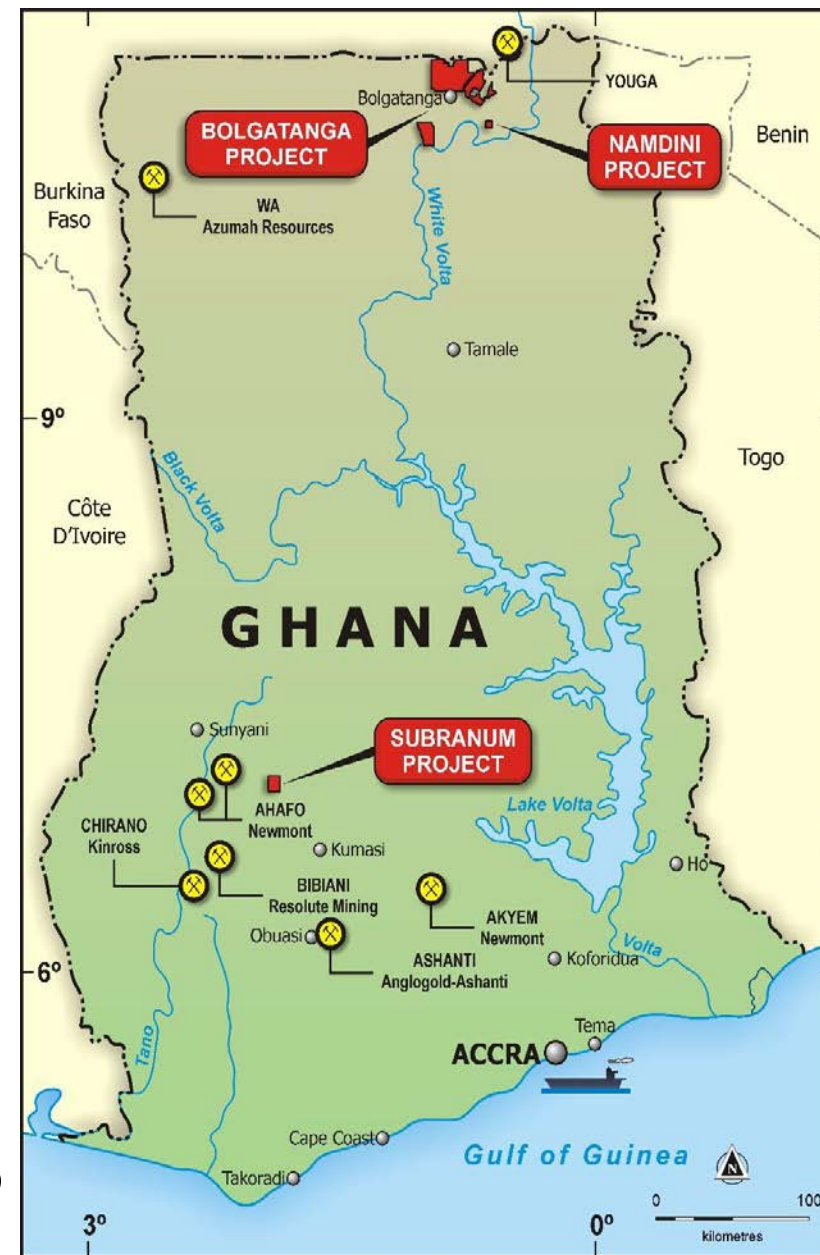 YOUGA
Bolgatanga
BOLGATANGA
PROJECT
NAMDINI
PROJECT
Benin
Burkina
Faso
WA
Azumah Resources
White Volta
Tamale
9º
Black Volta
Togo
Côte
D'Ivoire
GHANA
Sunyani
SUBRANUM
PROJECT
AHAFO
Newmont
Lake Volta
CHIRANO
Kinross
Kumasi
Ho
BIBIANI
Resolute Mining
AKYEM
Newmont
Obuasi
ASHANTI
Anglogold-Ashanti
Koforidua
Volta
6º
Tano
Tema
ACCRA
Cape Coast
Gulf of Guinea
N
Takoradi
0 100
kilometres
3º
0º
)